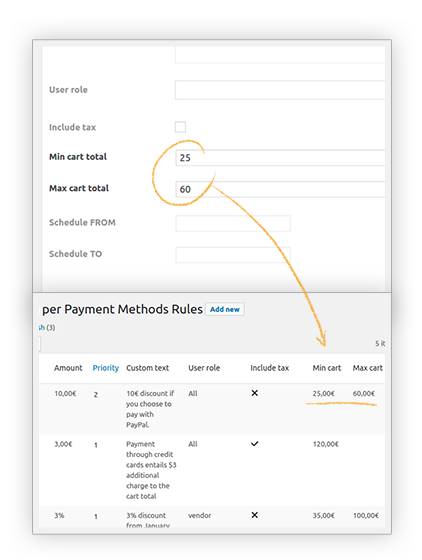 User role
Include tax
Min cart total 25
Max cart total 60
Schedule FROM
Schedule TO
per Payment Methods Rules Add new
sh (3)
5 it
Amount Priority Custom text User role Include tax Min cart Max cart
10,00€ 2 10€ discount if All 25,00€ 60,00€
you choose to
pay with
PayPal.
3,00€ 1 Payment All 120,00€
through credit
cards entails $3
additional
charge to the
cart total
3% 1 3% discount vendor 35,00€ 100,00€
from January